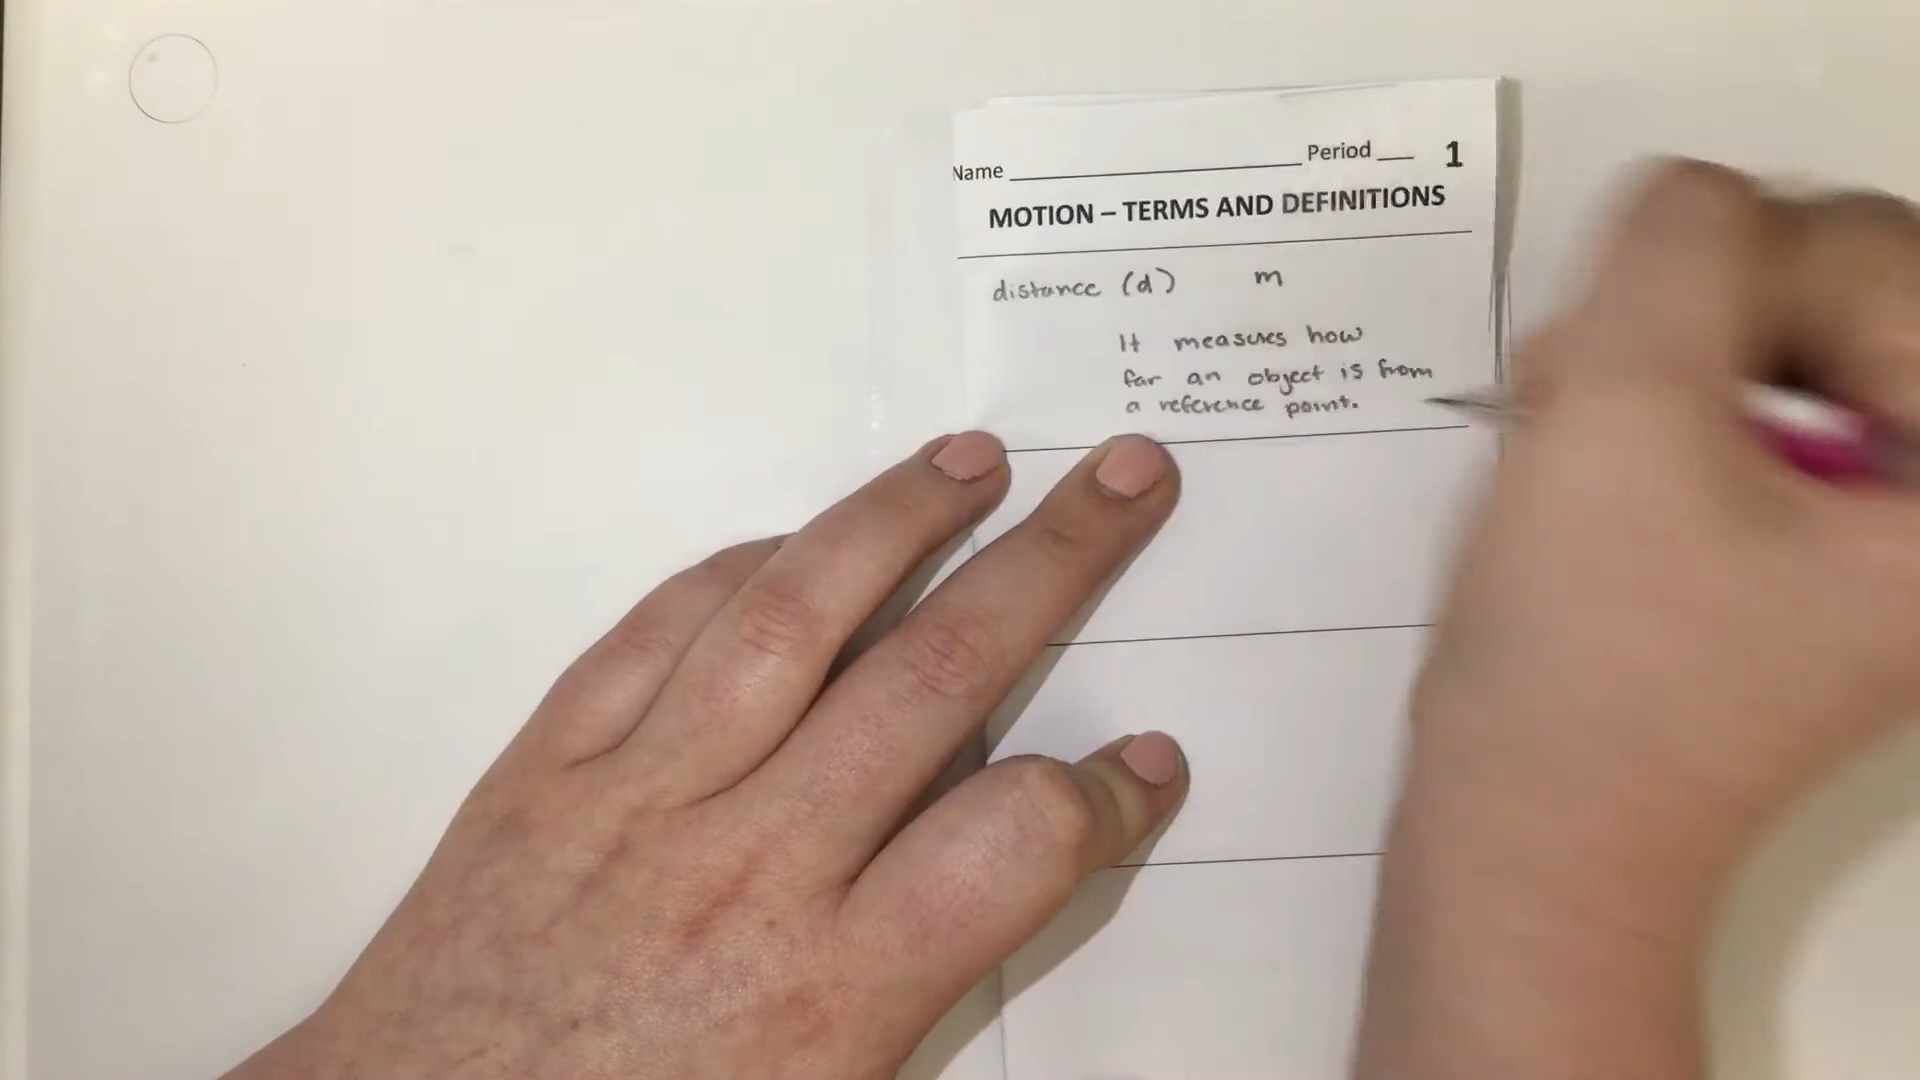 Name ____________________ Period ___ 1
MOTION – TERMS AND DEFINITIONS
distance (d) m
It measures how
far an object is from
a reference point.